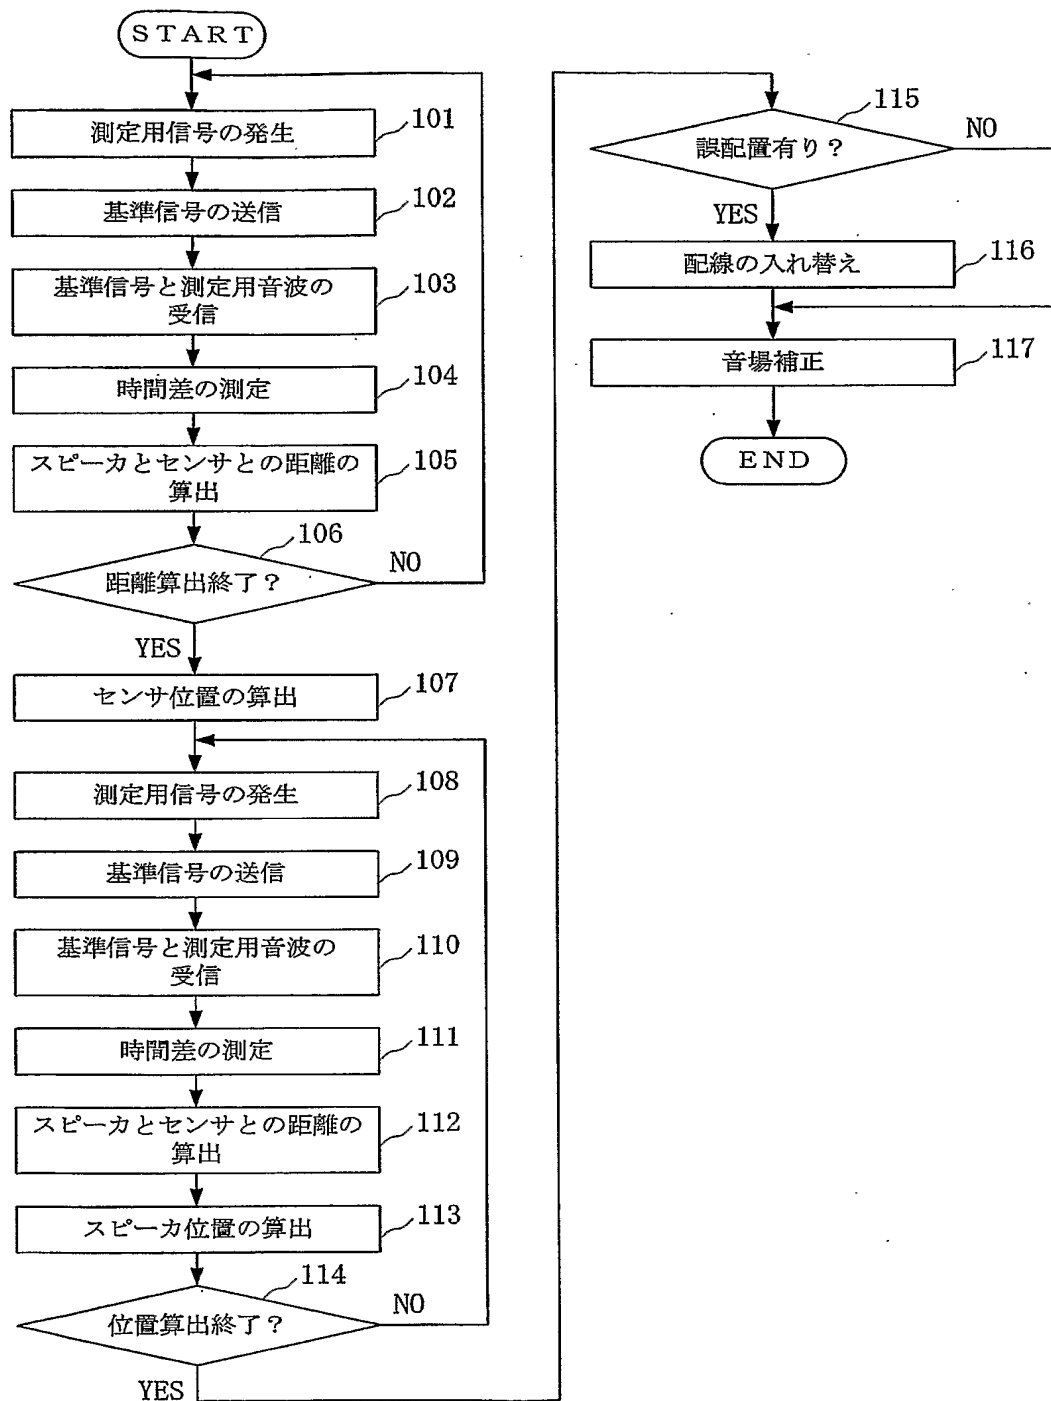 START
測定用信号の発生
101
基準信号の送信
102
基準信号と測定用音波の
受信
103
時間差の測定
104
スピーカとセンサとの距離の
算出
105
106
距離算出終了?
NO
YES
センサ位置の算出
107
測定用信号の発生
108
基準信号の送信
109
基準信号と測定用音波の
受信
110
時間差の測定
111
スピーカとセンサとの距離の
算出
112
スピーカ位置の算出
113
114
位置算出終了?
NO
YES
115
誤配置有り?
NO
YES
配線の入れ替え
116
音場補正
117
END